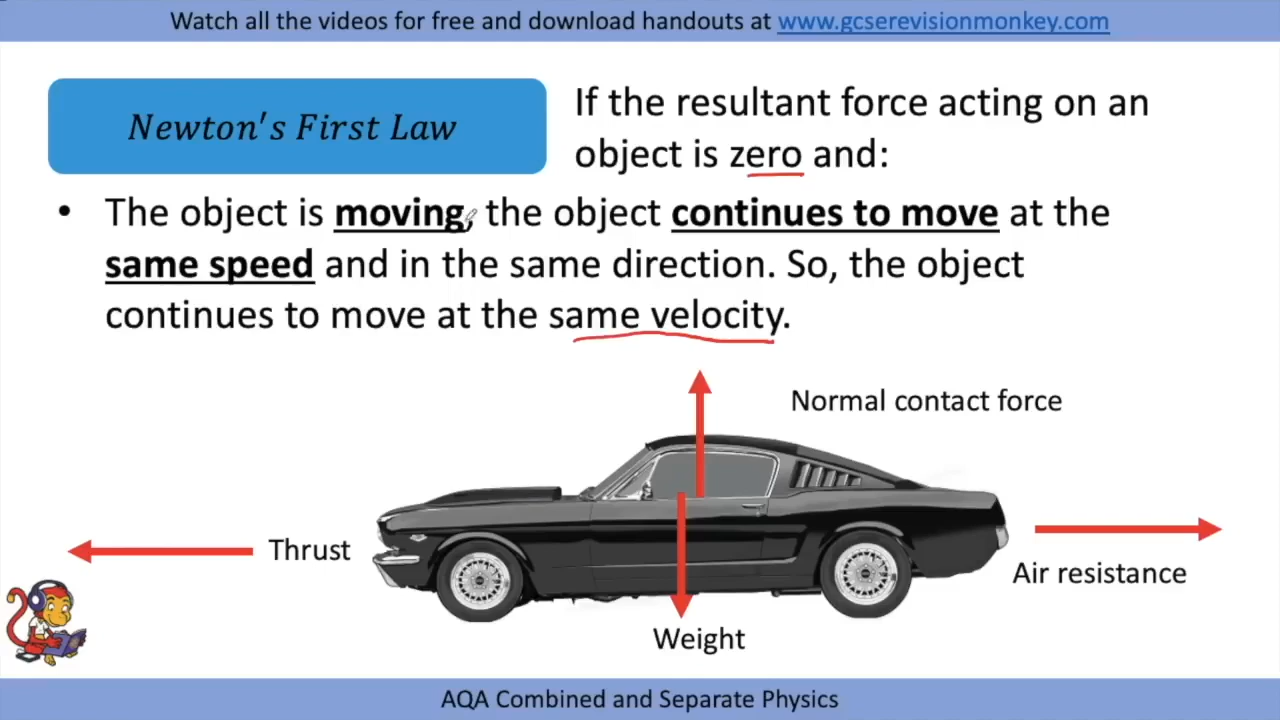 Watch all the videos for free and download handouts at www.gcserevisionmonkey.com
Newton's First Law
If the resultant force acting on an
object is zero and:
• The object is moving, the object continues to move at the
same speed and in the same direction. So, the object
continues to move at the same velocity.
Normal contact force
Thrust
Air resistance
Weight
AQA Combined and Separate Physics